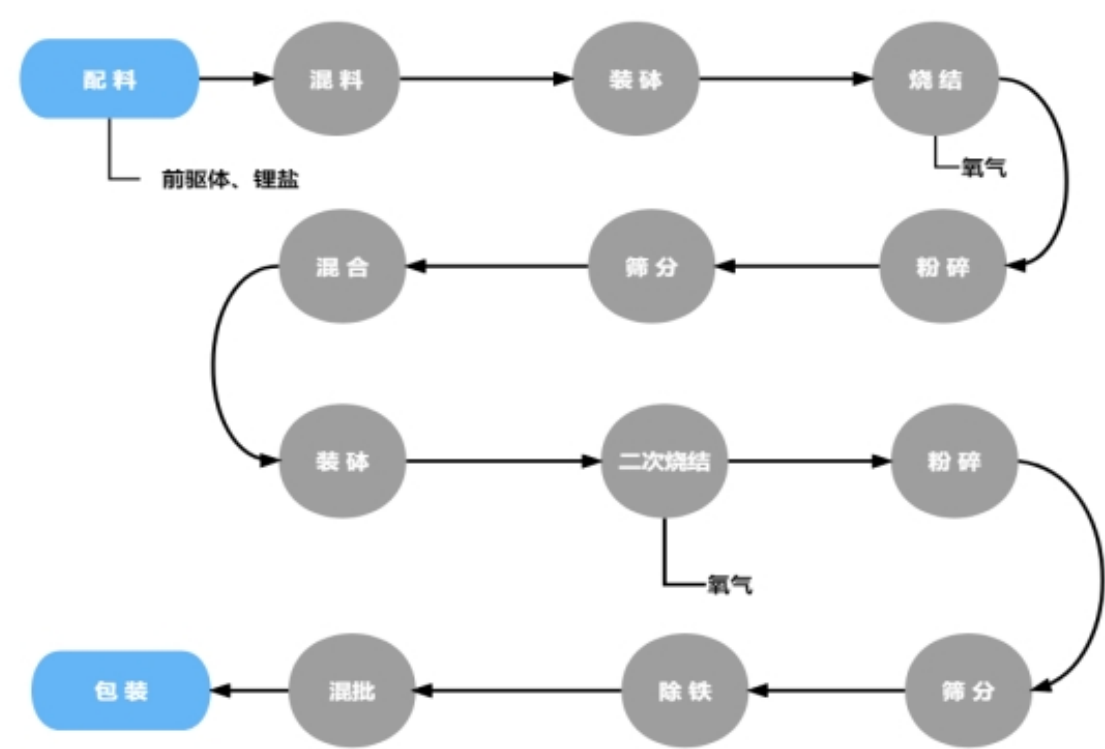 配料
混料
装钵
烧结
前驱体、锂盐
氧气
混合
筛分
粉碎
装钵
二次烧结
粉碎
氧气
包装
混批
除铁
筛分